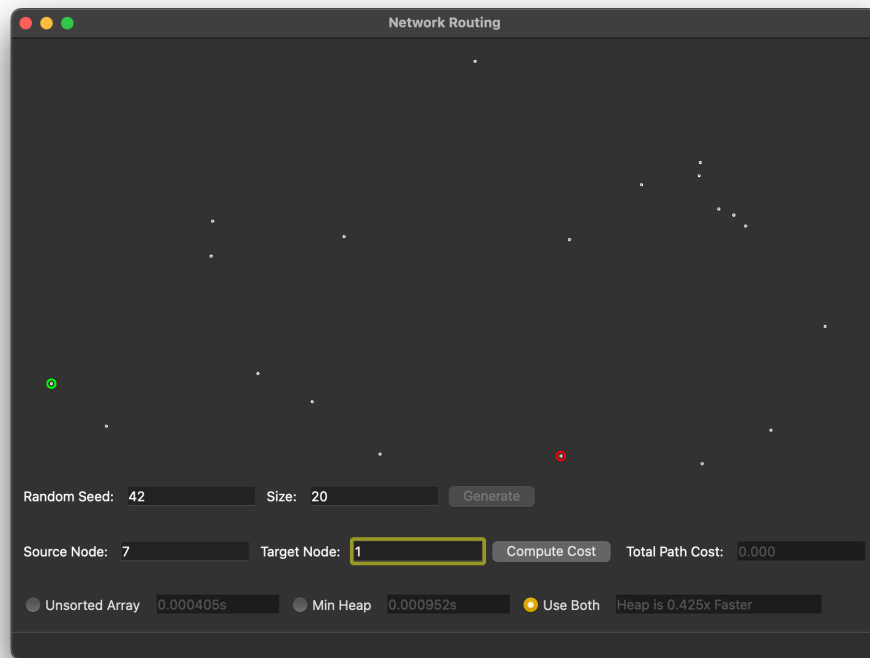 Network Routing
Random Seed: 42 Size: 20 Generate
Source Node: 7 Target Node: 1 Compute Cost Total Path Cost: 0.000
Unsorted Array 0.000405s Min Heap 0.000952s Use Both Heap is 0.425x Faster